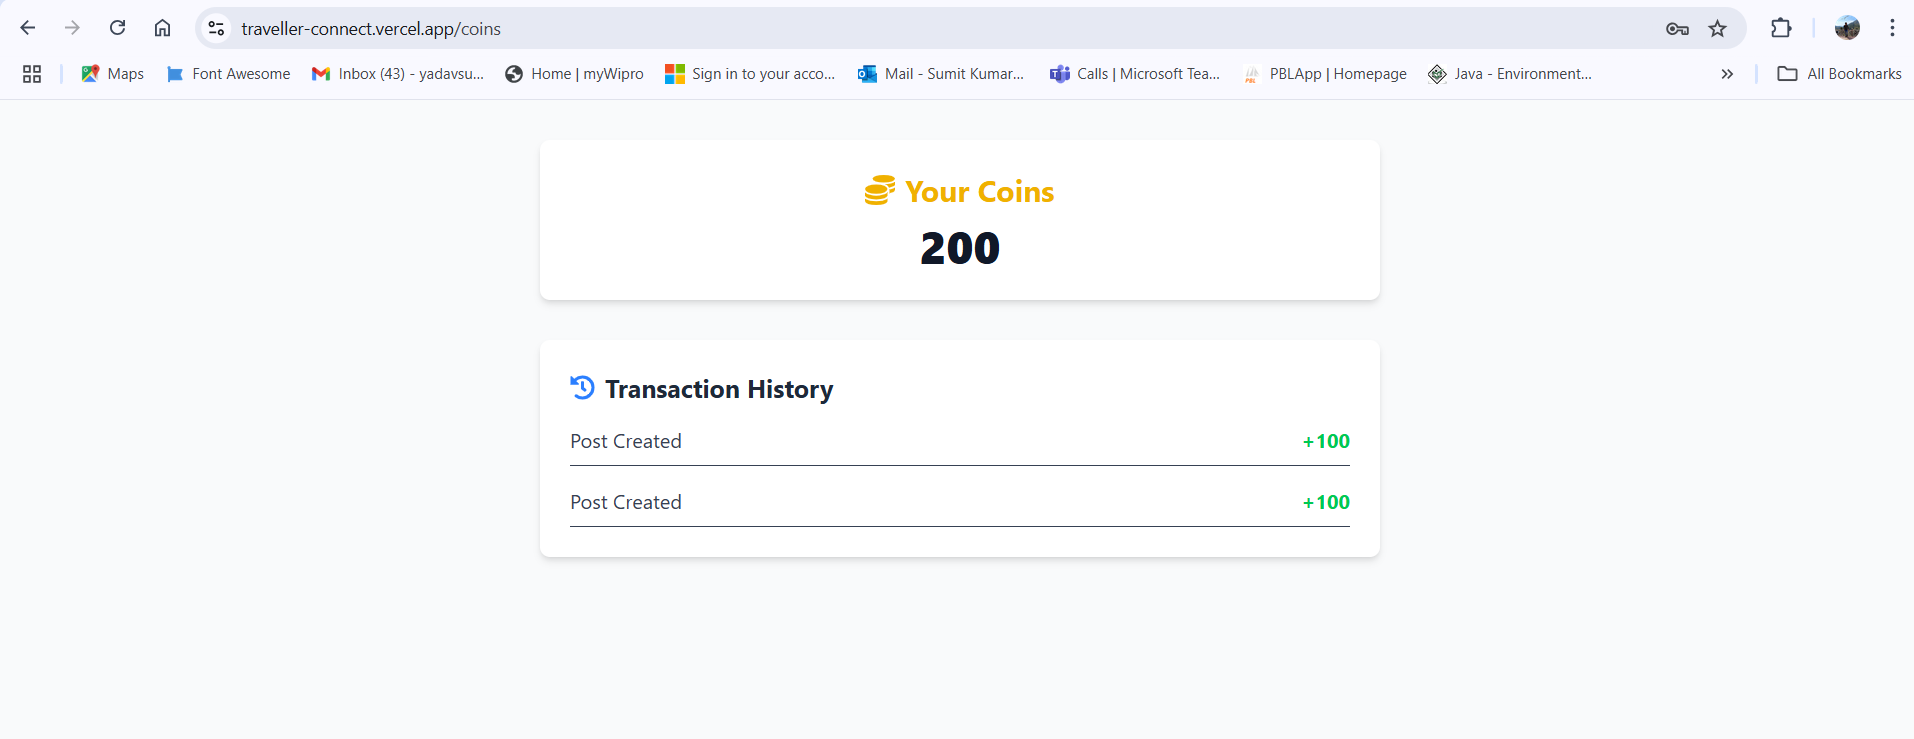 traveller-connect.vercel.app/coins
Maps Font Awesome Inbox (43) - yadavsu... Home | myWipro Sign in to your acco... Mail - Sumit Kumar... Calls | Microsoft Tea... PBLApp | Homepage Java - Environment... » All Bookmarks
Your Coins
200
Transaction History
Post Created +100
Post Created +100